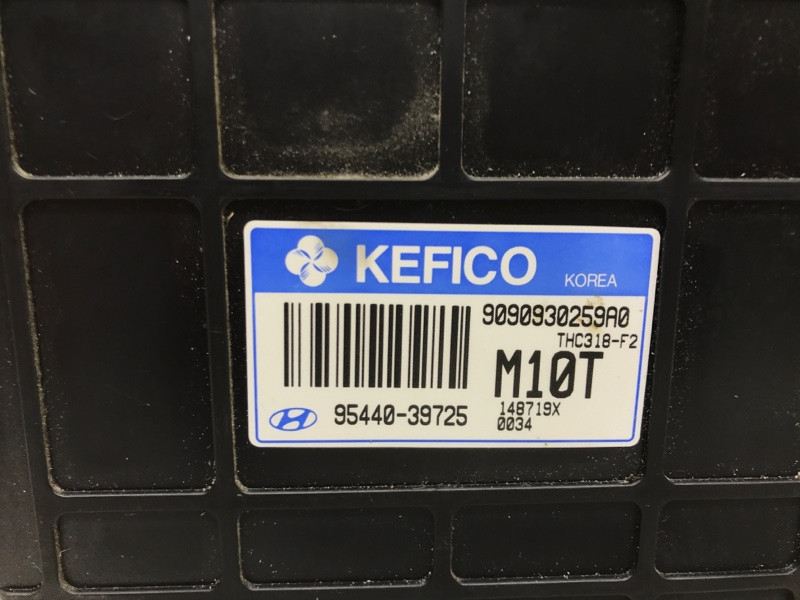 KEFICO
KOREA
9090930259A0
THC318-F2
M10T
95440-39725
148719X
0034